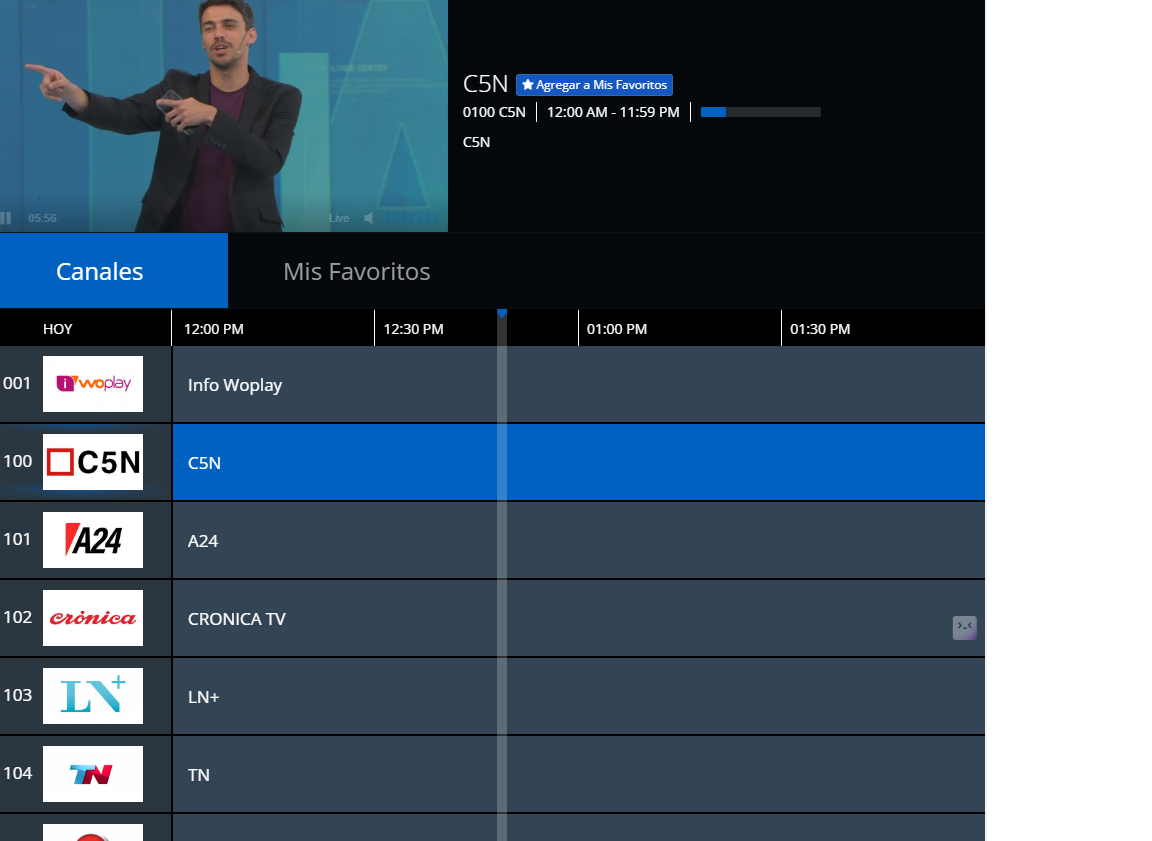 C5N Agregar a Mis Favoritos
0100 C5N 12:00 AM - 11:59 PM
C5N
05:56 Live
Canales Mis Favoritos
HOY 12:00 PM 12:30 PM 01:00 PM 01:30 PM
001 i woplay Info Woplay
100 C5N C5N
101 A24 A24
102 crónica CRONICA TV
103 LN+ LN+
104 TN TN